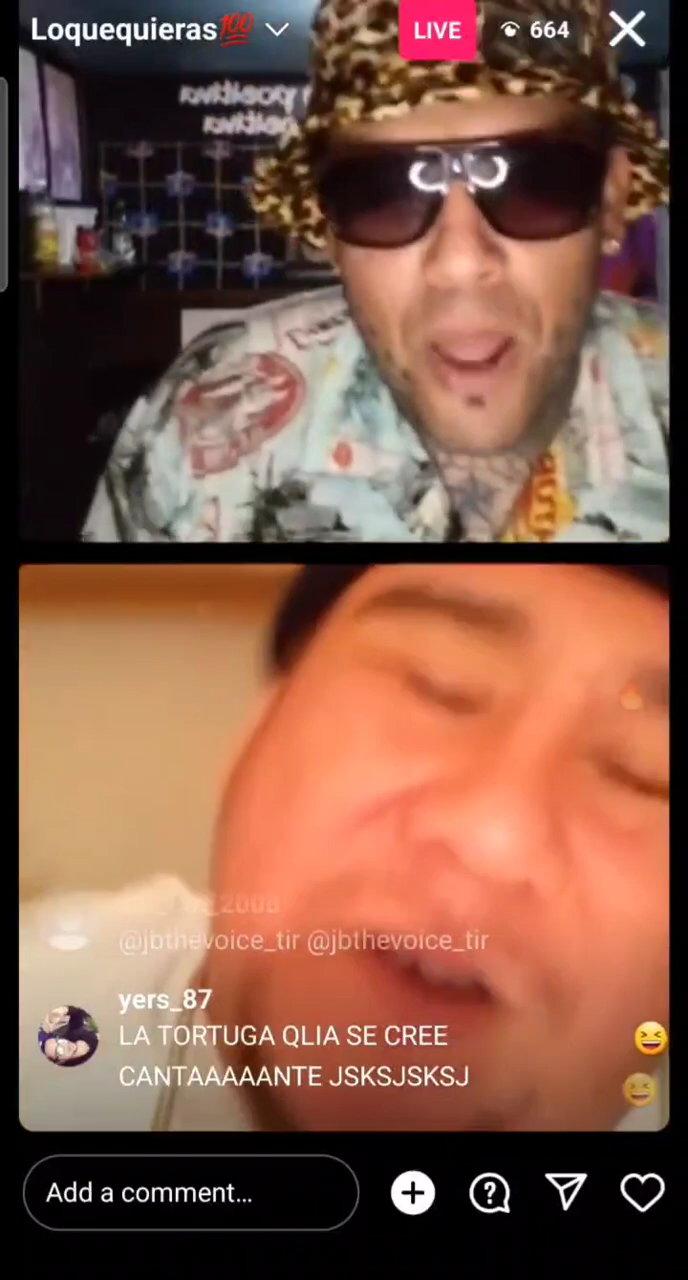 Loquequieras💯
LIVE
664
@jbthevoice_tir @jbthevoice_tir
yers_87
LA TORTUGA QLIA SE CREE
CANTAAAAANTE JSKSJSKSJ
Add a comment...